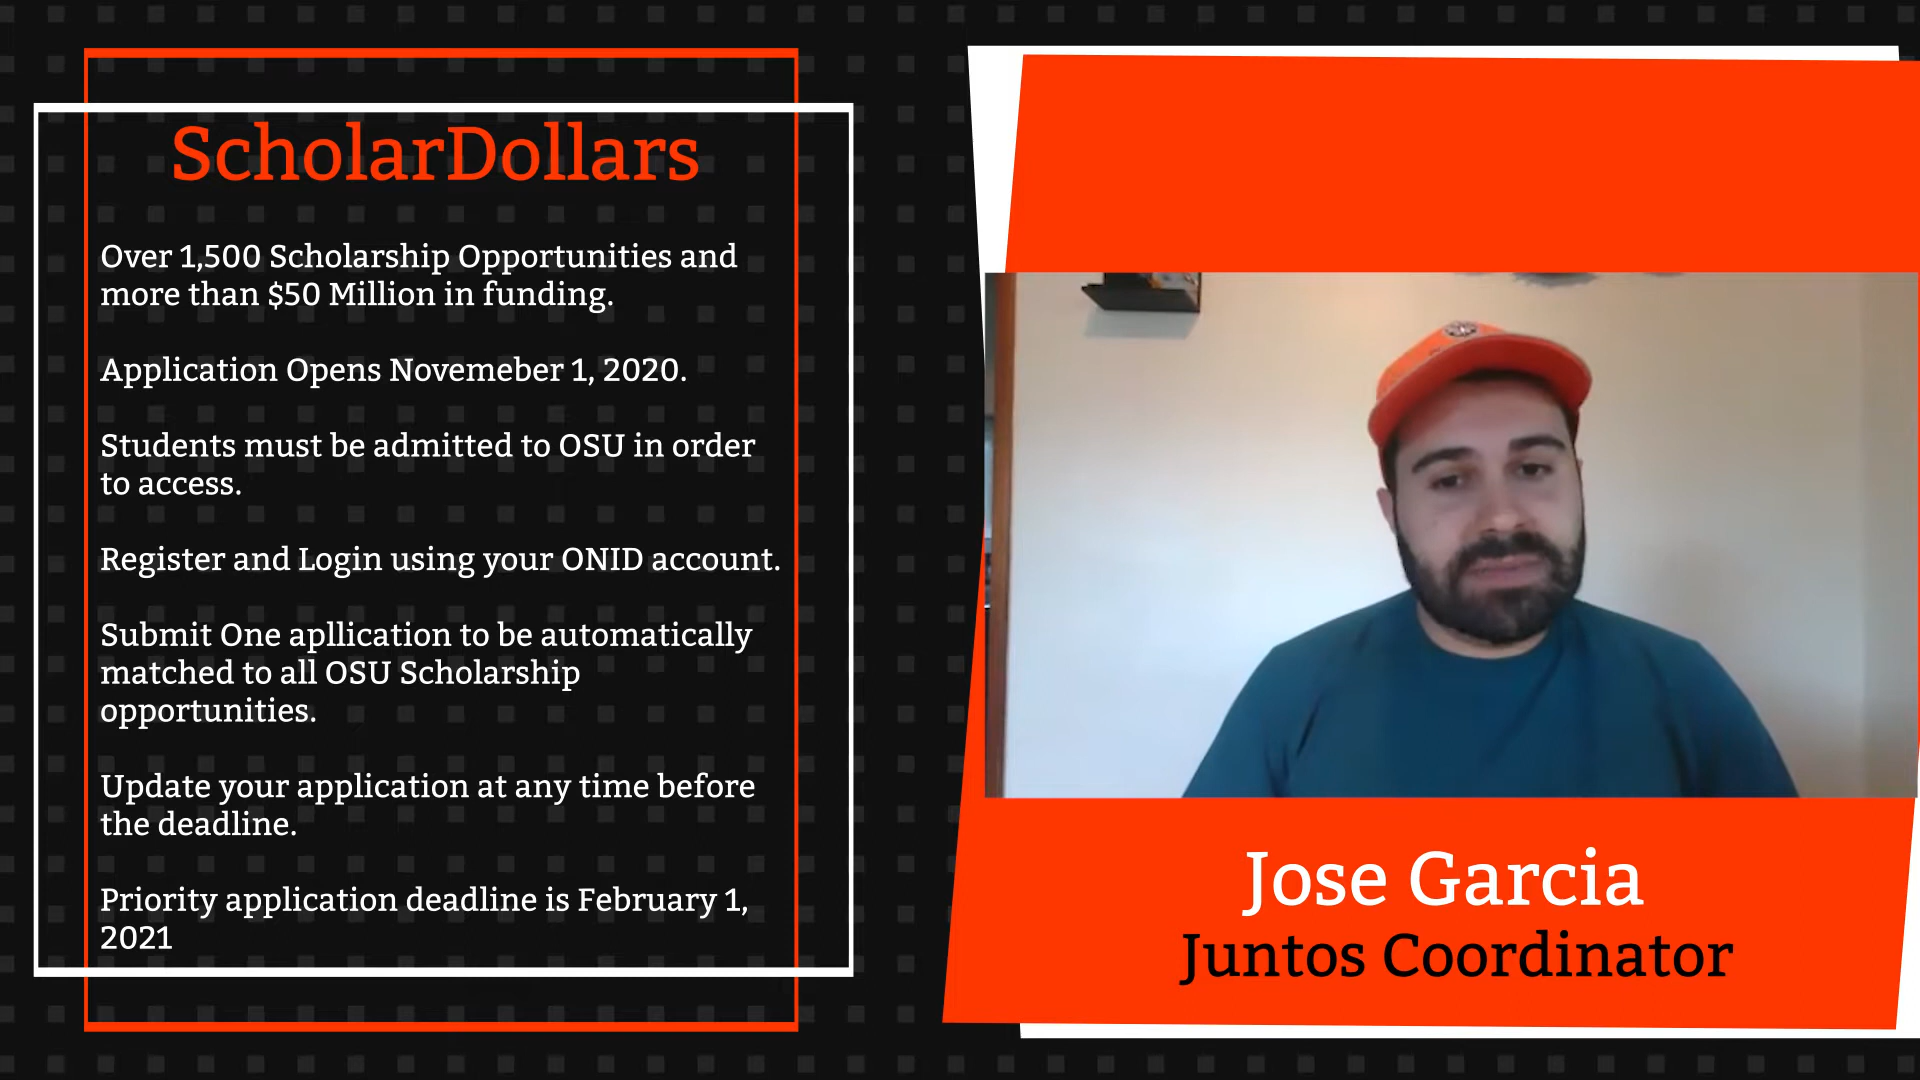 ScholarDollars
Over 1,500 Scholarship Opportunities and
more than $50 Million in funding.
Application Opens Novemeber 1, 2020.
Students must be admitted to OSU in order
to access.
Register and Login using your ONID account.
Submit One apllication to be automatically
matched to all OSU Scholarship
opportunities.
Update your application at any time before
the deadline.
Priority application deadline is February 1,
2021
Jose Garcia
Juntos Coordinator